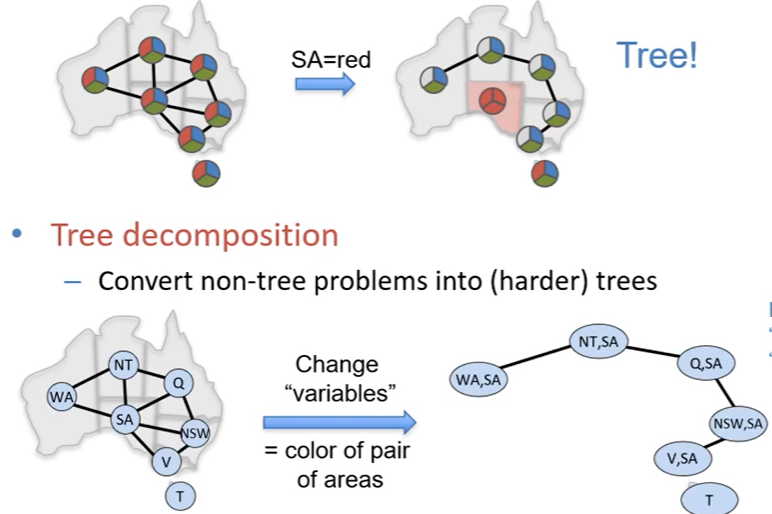 SA=red
Tree!
• Tree decomposition
– Convert non-tree problems into (harder) trees
NT
WA
Q
SA
NSW
V
T
Change
“variables”
= color of pair
of areas
NT,SA
WA,SA
Q,SA
NSW,SA
V,SA
T